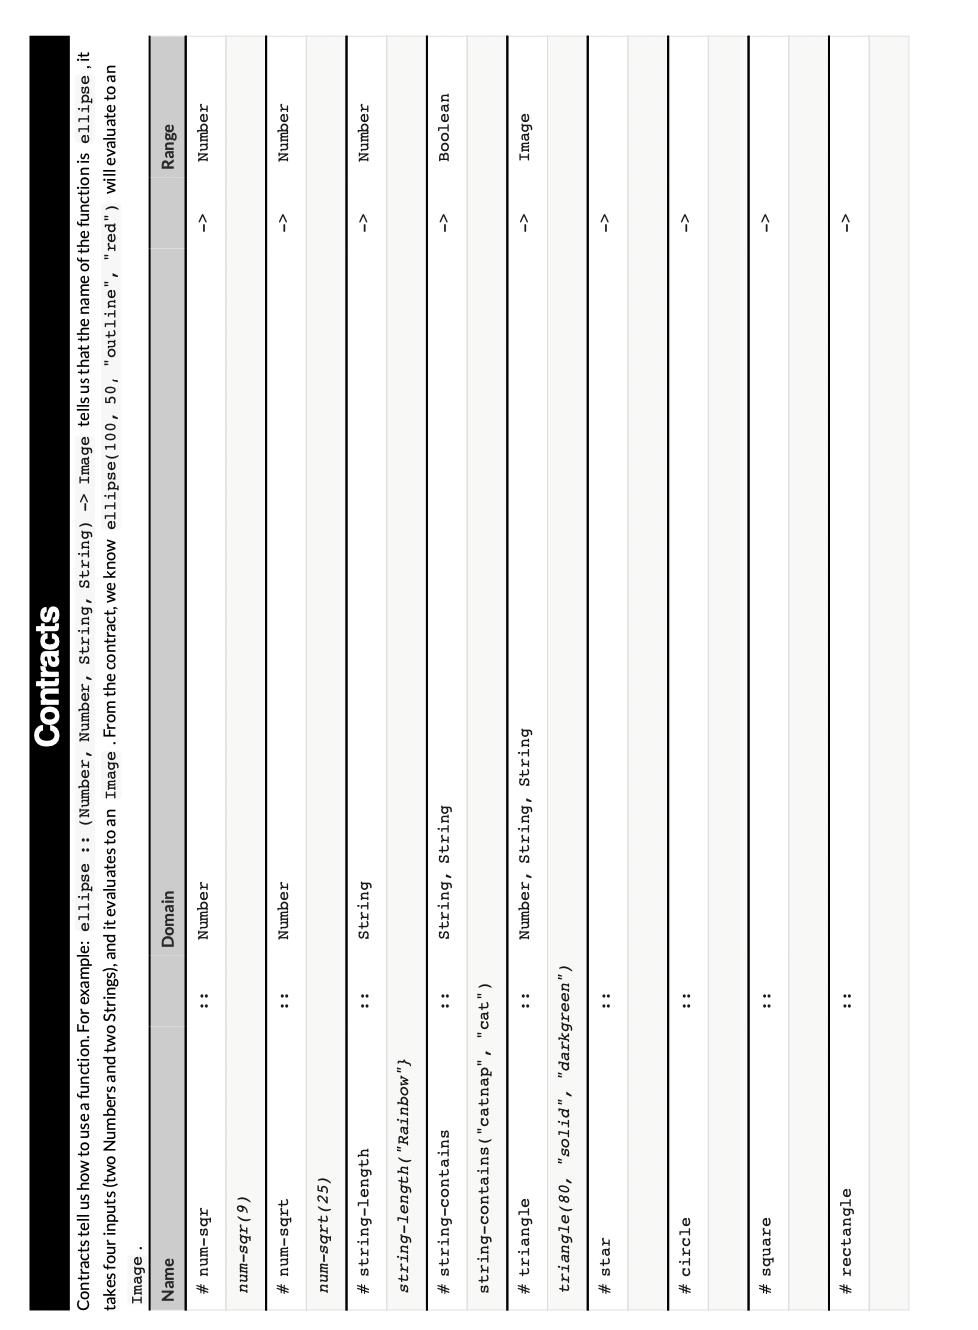 Contracts
Contracts tell us how to use a function. For example: ellipse :: (Number, Number, String, String) -> Image tells us that the name of the function is ellipse , it
takes four inputs (two Numbers and two Strings), and it evaluates to an Image . From the contract, we know ellipse(100, 50, "outline", "red") will evaluate to an
Image .
Name Domain Range
# num-sqr :: Number -> Number
num-sqr(9)
# num-sqrt :: Number -> Number
num-sqrt(25)
# string-length :: String -> Number
string-length("Rainbow"}
# string-contains :: String, String -> Boolean
string-contains("catnap", "cat")
# triangle :: Number, String, String -> Image
triangle(80, "solid", "darkgreen")
# star :: ->
# circle :: ->
# square :: ->
# rectangle :: ->